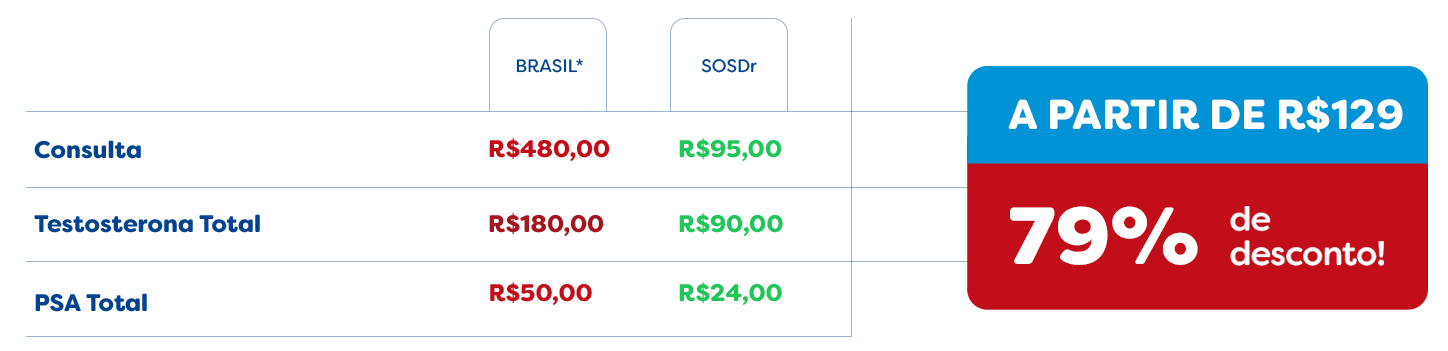 BRASIL* SOSDr
A PARTIR DE R$129
Consulta R$480,00 R$95,00
Testosterona Total R$180,00 R$90,00
79% de
desconto!
PSA Total R$50,00 R$24,00